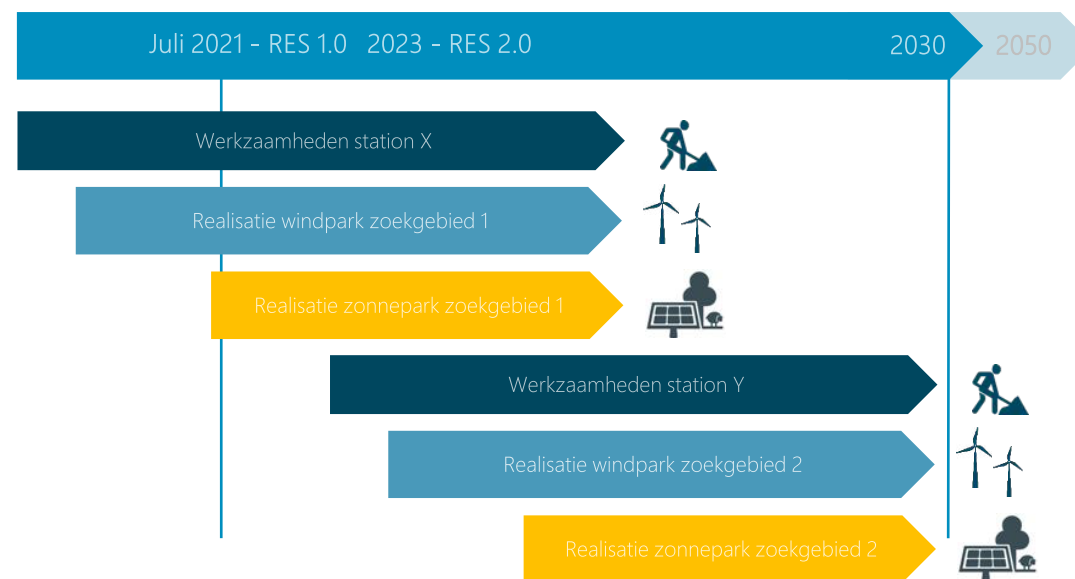 Juli 2021 - RES 1.0 2023 - RES 2.0 2030 2050
Werkzaamheden station X
Realisatie windpark zoekgebied 1
Realisatie zonnepark zoekgebied 1
Werkzaamheden station Y
Realisatie windpark zoekgebied 2
Realisatie zonnepark zoekgebied 2